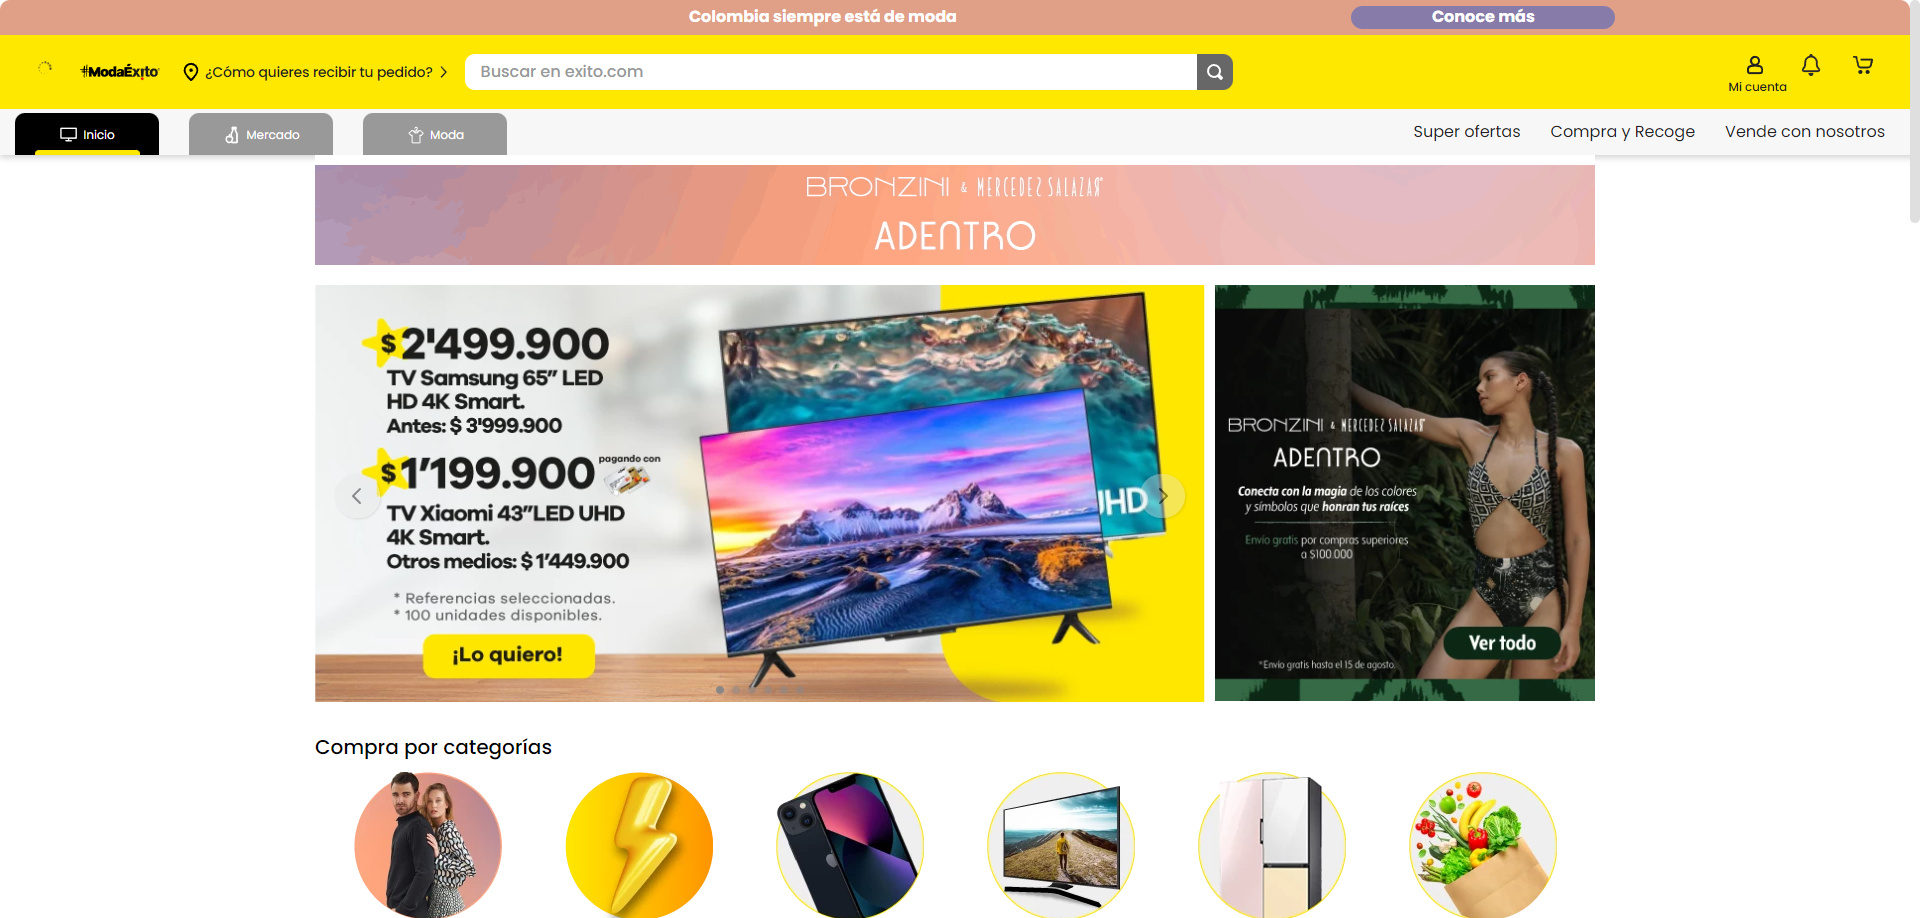 Colombia siempre está de moda
Conoce más
#ModaÉxito
¿Cómo quieres recibir tu pedido?
Buscar en exito.com
Mi cuenta
Inicio
Mercado
Moda
Super ofertas
Compra y Recoge
Vende con nosotros
BRONZINI & MERCEDES SALAZAR
ADENTRO
$ 2'499.900
TV Samsung 65” LED
HD 4K Smart.
Antes: $ 3'999.900
$ 1’199.900 pagando con
TV Xiaomi 43”LED UHD
4K Smart.
Otros medios: $ 1’449.900
* Referencias seleccionadas.
* 100 unidades disponibles.
¡Lo quiero!
UHD
BRONZINI & MERCEDES SALAZAR
ADENTRO
Conecta con la magia de los colores
y símbolos que honran tus raíces
Envío gratis por compras superiores
a $100.000
Ver todo
*Envío gratis hasta el 15 de agosto.
Compra por categorías